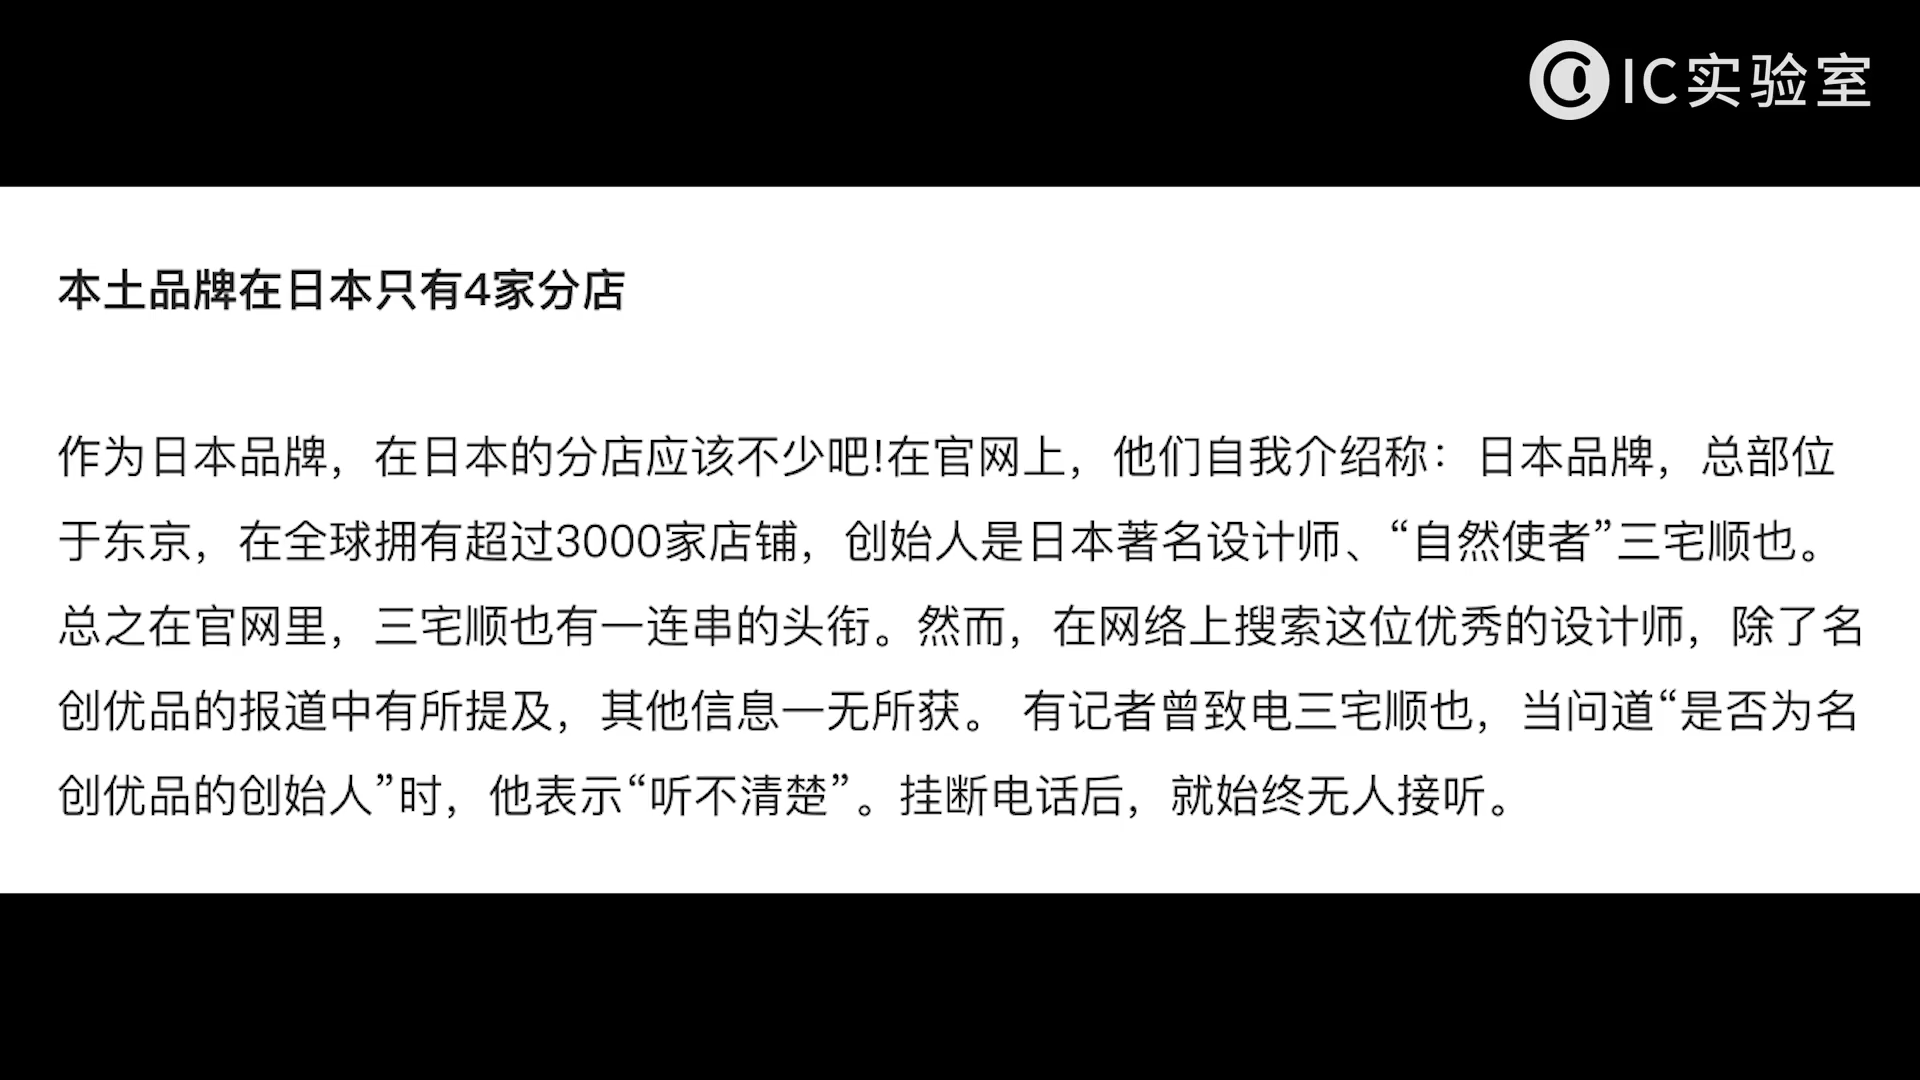 IC实验室
本土品牌在日本只有4家分店
作为日本品牌，在日本的分店应该不少吧!在官网上，他们自我介绍称：日本品牌，总部位
于东京，在全球拥有超过3000家店铺，创始人是日本著名设计师、“自然使者”三宅顺也。
总之在官网里，三宅顺也有一连串的头衔。然而，在网络上搜索这位优秀的设计师，除了名
创优品的报道中有所提及，其他信息一无所获。 有记者曾致电三宅顺也，当问道“是否为名
创优品的创始人”时，他表示“听不清楚”。挂断电话后，就始终无人接听。